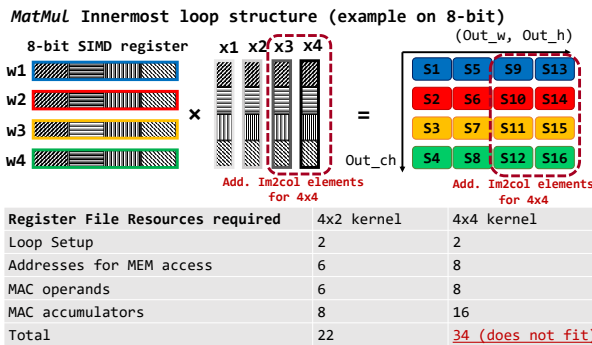 MatMul Innermost loop structure (example on 8-bit)
8-bit SIMD register x1 x2 x3 x4 (Out_w, Out_h)
w1 S1 S5 S9 S13
w2 S2 S6 S10 S14
× =
w3 S3 S7 S11 S15
w4 Out_ch S4 S8 S12 S16
Add. Im2col elements
for 4x4
Add. Im2col elements
for 4x4
Register File Resources required 4x2 kernel 4x4 kernel
Loop Setup 2 2
Addresses for MEM access 6 8
MAC operands 6 8
MAC accumulators 8 16
Total 22 34 (does not fit)